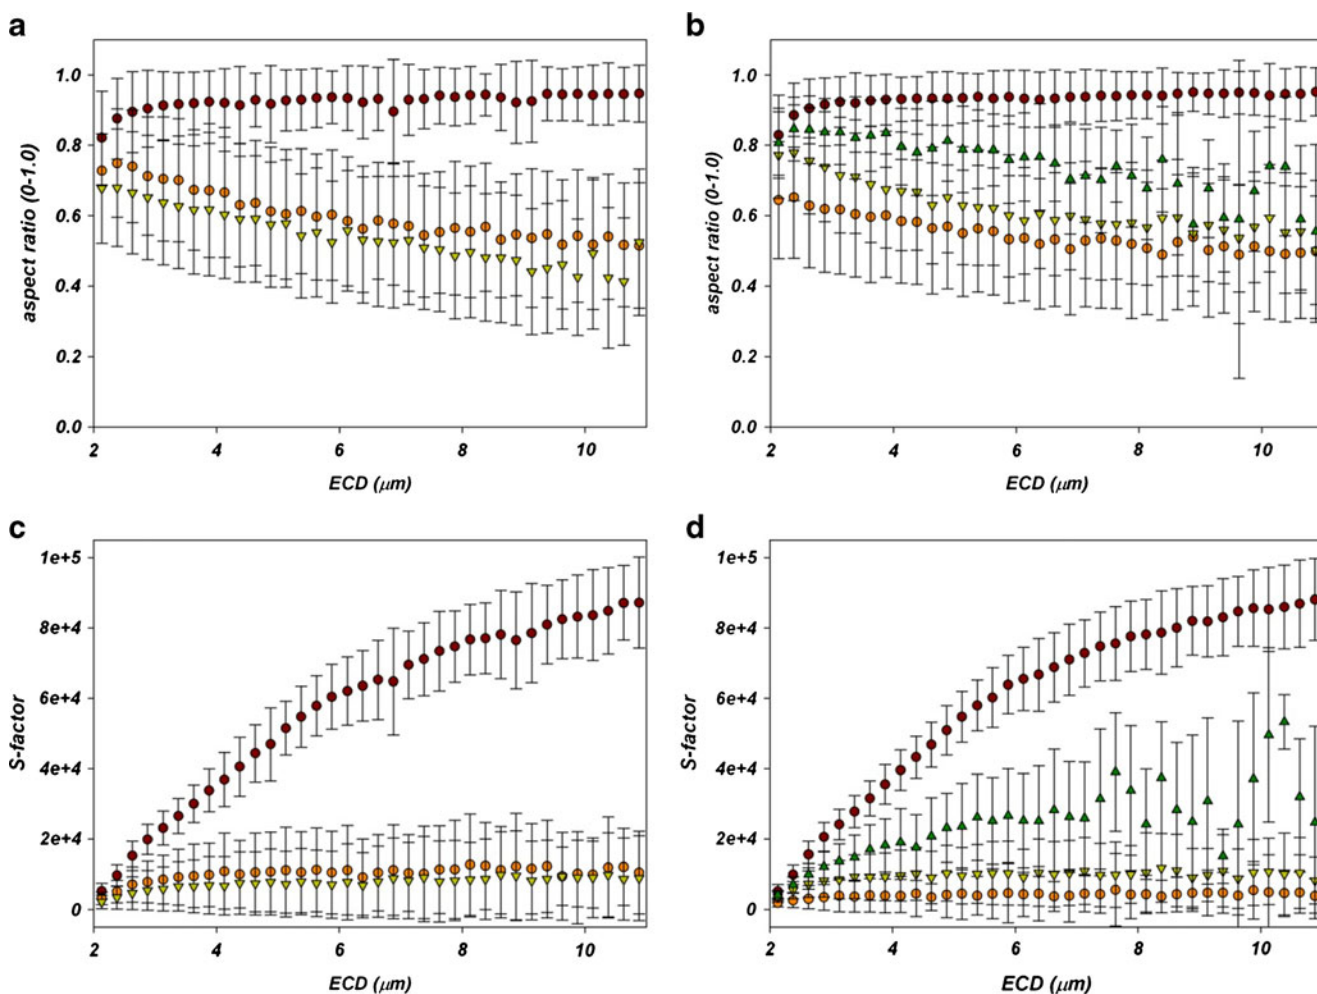 a
aspect ratio (0-1.0)
1.0
0.8
0.6
0.4
0.2
0.0
2 4 6 8 10
ECD (μm)
b
aspect ratio (0-1.0)
1.0
0.8
0.6
0.4
0.2
0.0
2 4 6 8 10
ECD (μm)
c
S-factor
1e+5
8e+4
6e+4
4e+4
2e+4
0
2 4 6 8 10
ECD (μm)
d
S-factor
1e+5
8e+4
6e+4
4e+4
2e+4
0
2 4 6 8 10
ECD (μm)